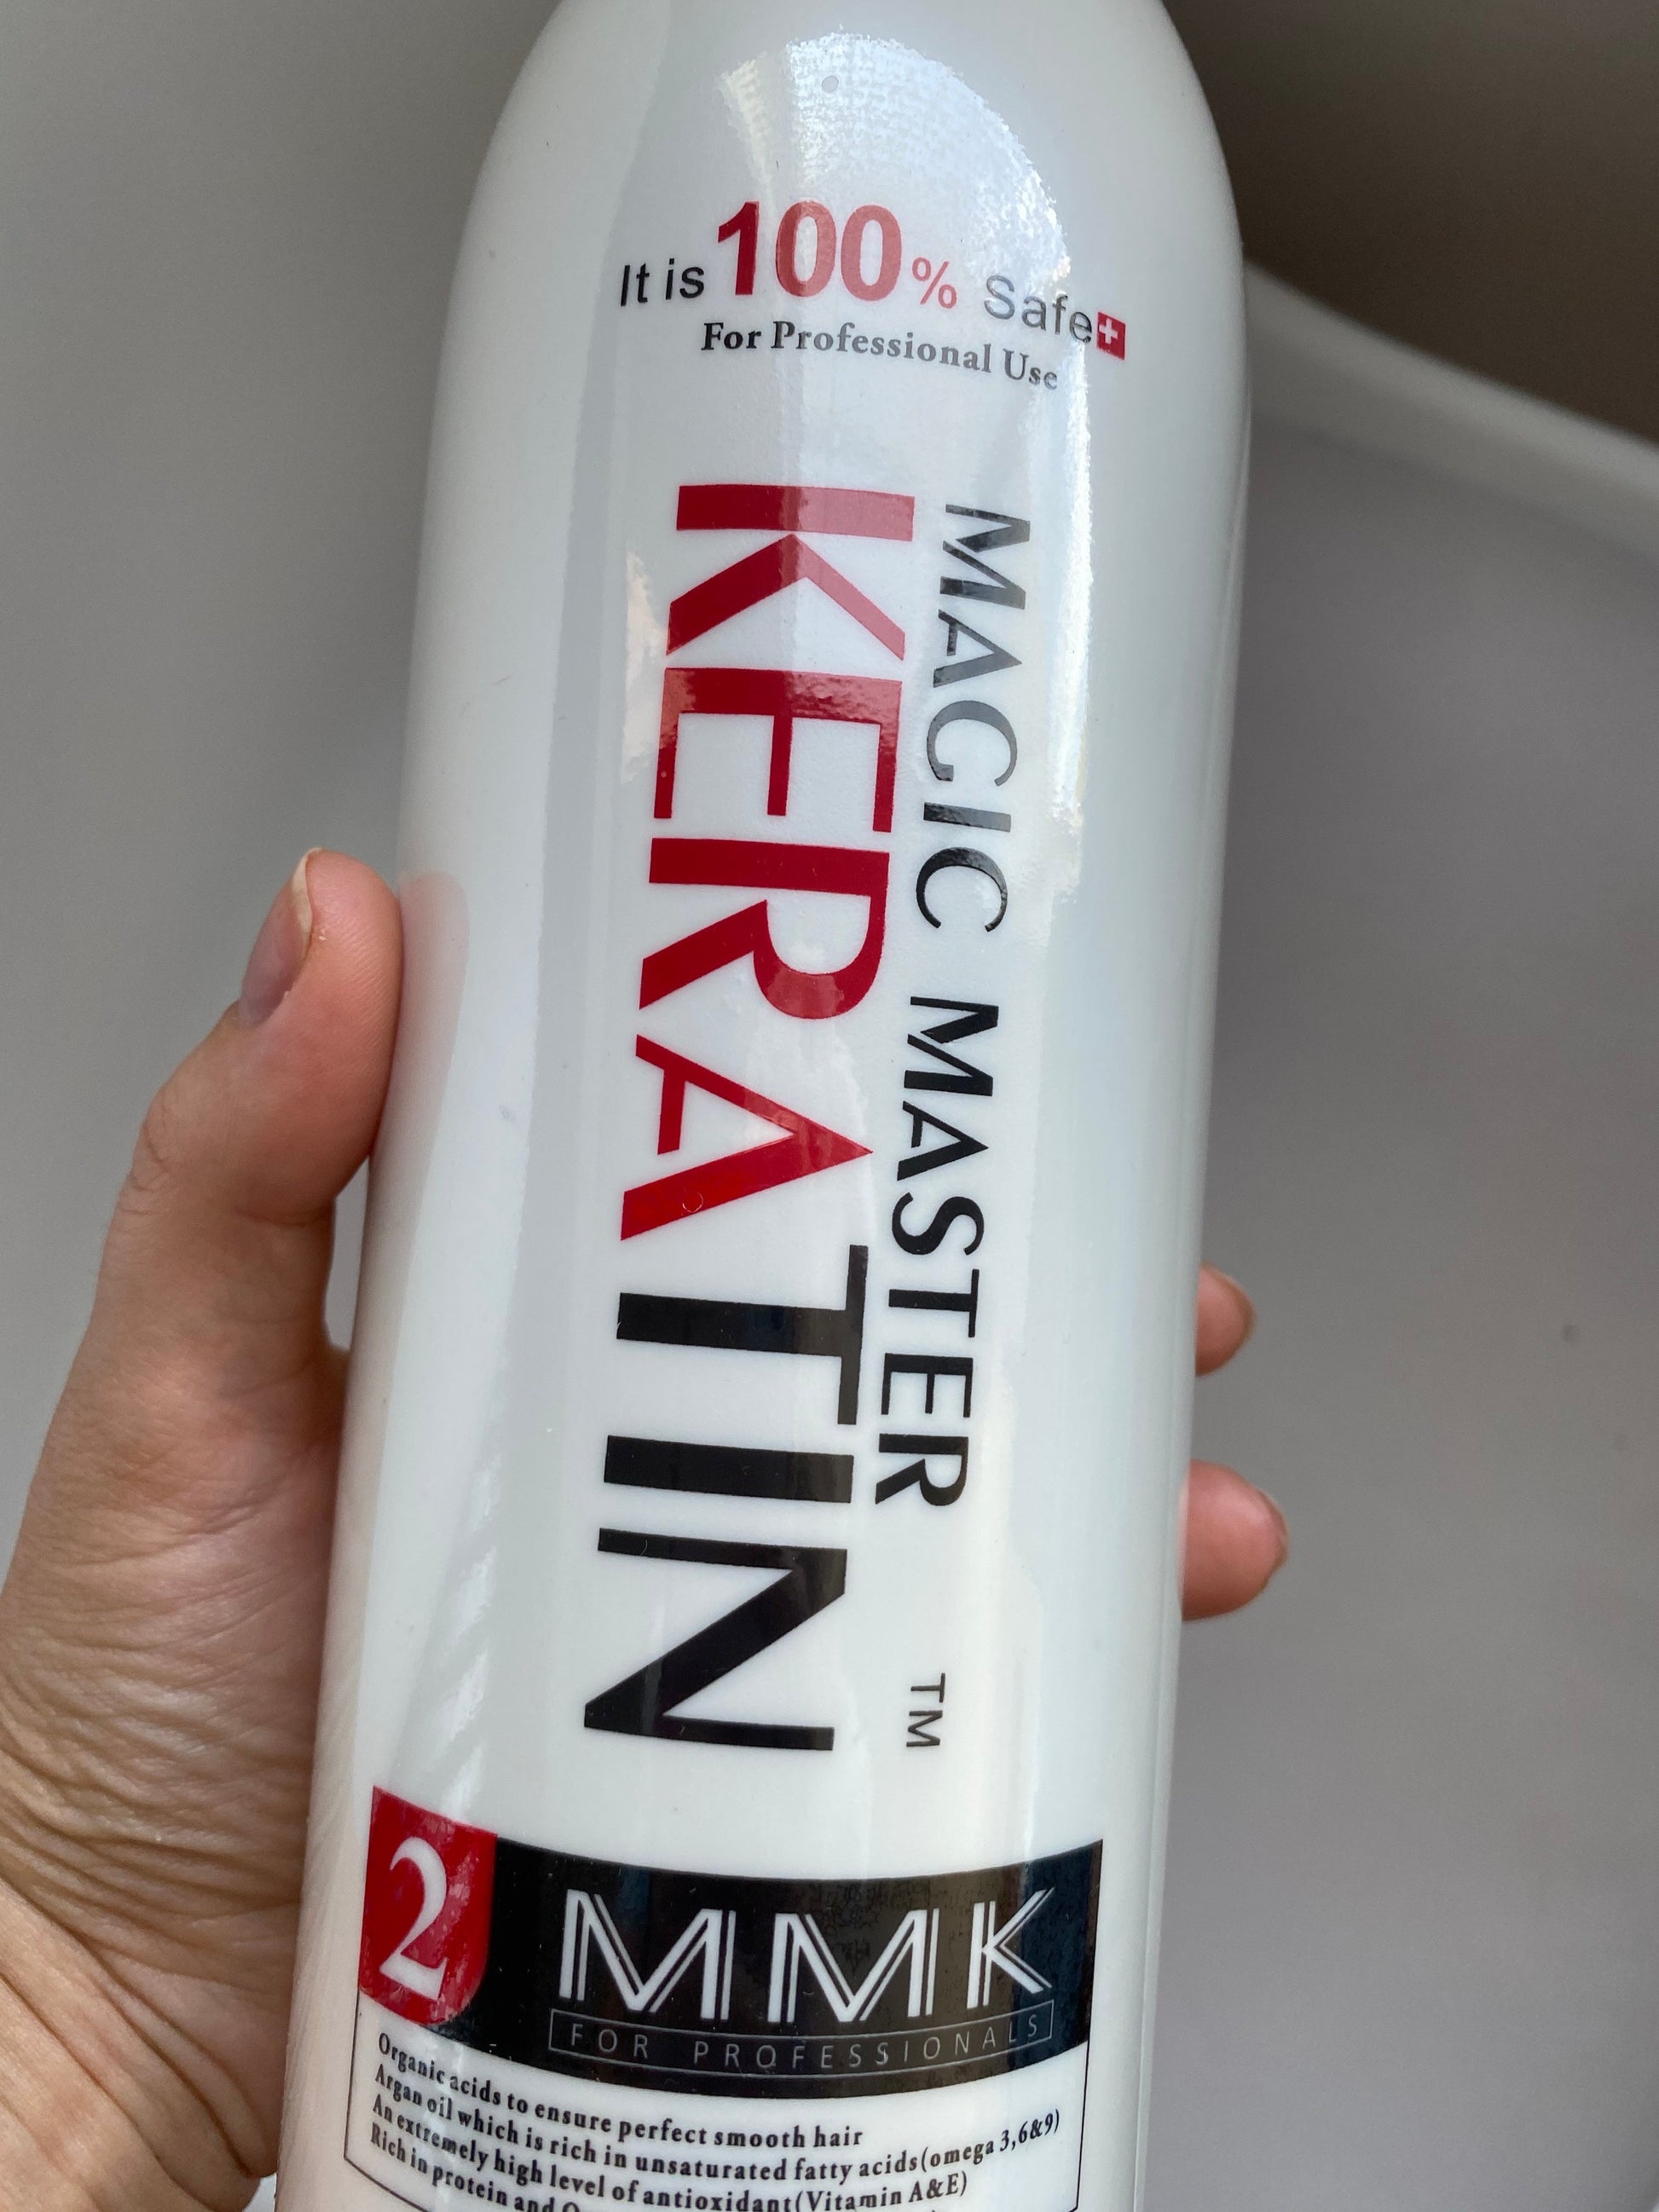 It is 100% Safe
For Professional Use
MAGIC MASTER
KERATIN
TM
2
MMK
FOR PROFESSIONALS
Organic acids to ensure perfect smooth hair
Argan oil which is rich in unsaturated fatty acids(omega 3,6&9)
An extremely high level of antioxidant(Vitamin A&E)
Rich in protein and